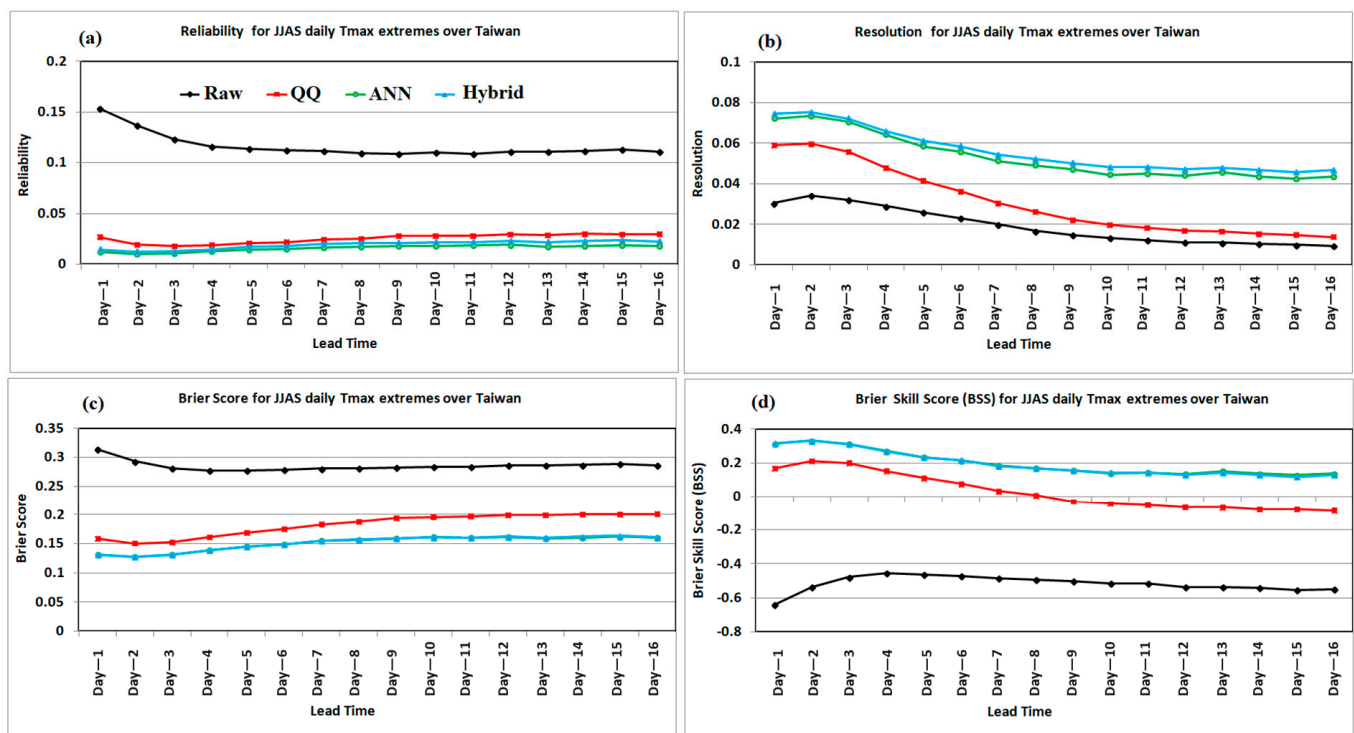 (a)
Reliability for JJAS daily Tmax extremes over Taiwan
0.2
0.15
0.1
0.05
0
Reliability
Raw QQ ANN Hybrid
Day—1 Day—2 Day—3 Day—4 Day—5 Day—6 Day—7 Day—8 Day—9 Day—10 Day—11 Day—12 Day—13 Day—14 Day—15 Day—16
Lead Time
(b)
Resolution for JJAS daily Tmax extremes over Taiwan
0.1
0.08
0.06
0.04
0.02
0
Resolution
Day—1 Day—2 Day—3 Day—4 Day—5 Day—6 Day—7 Day—8 Day—9 Day—10 Day—11 Day—12 Day—13 Day—14 Day—15 Day—16
Lead Time
(c)
Brier Score for JJAS daily Tmax extremes over Taiwan
0.35
0.3
0.25
0.2
0.15
0.1
0.05
0
Brier Score
Day—1 Day—2 Day—3 Day—4 Day—5 Day—6 Day—7 Day—8 Day—9 Day—10 Day—11 Day—12 Day—13 Day—14 Day—15 Day—16
Lead Time
(d)
Brier Skill Score (BSS) for JJAS daily Tmax extremes over Taiwan
0.4
0.2
0
-0.2
-0.4
-0.6
-0.8
Brier Skill Score (BSS)
Day—1 Day—2 Day—3 Day—4 Day—5 Day—6 Day—7 Day—8 Day—9 Day—10 Day—11 Day—12 Day—13 Day—14 Day—15 Day—16
Lead Time